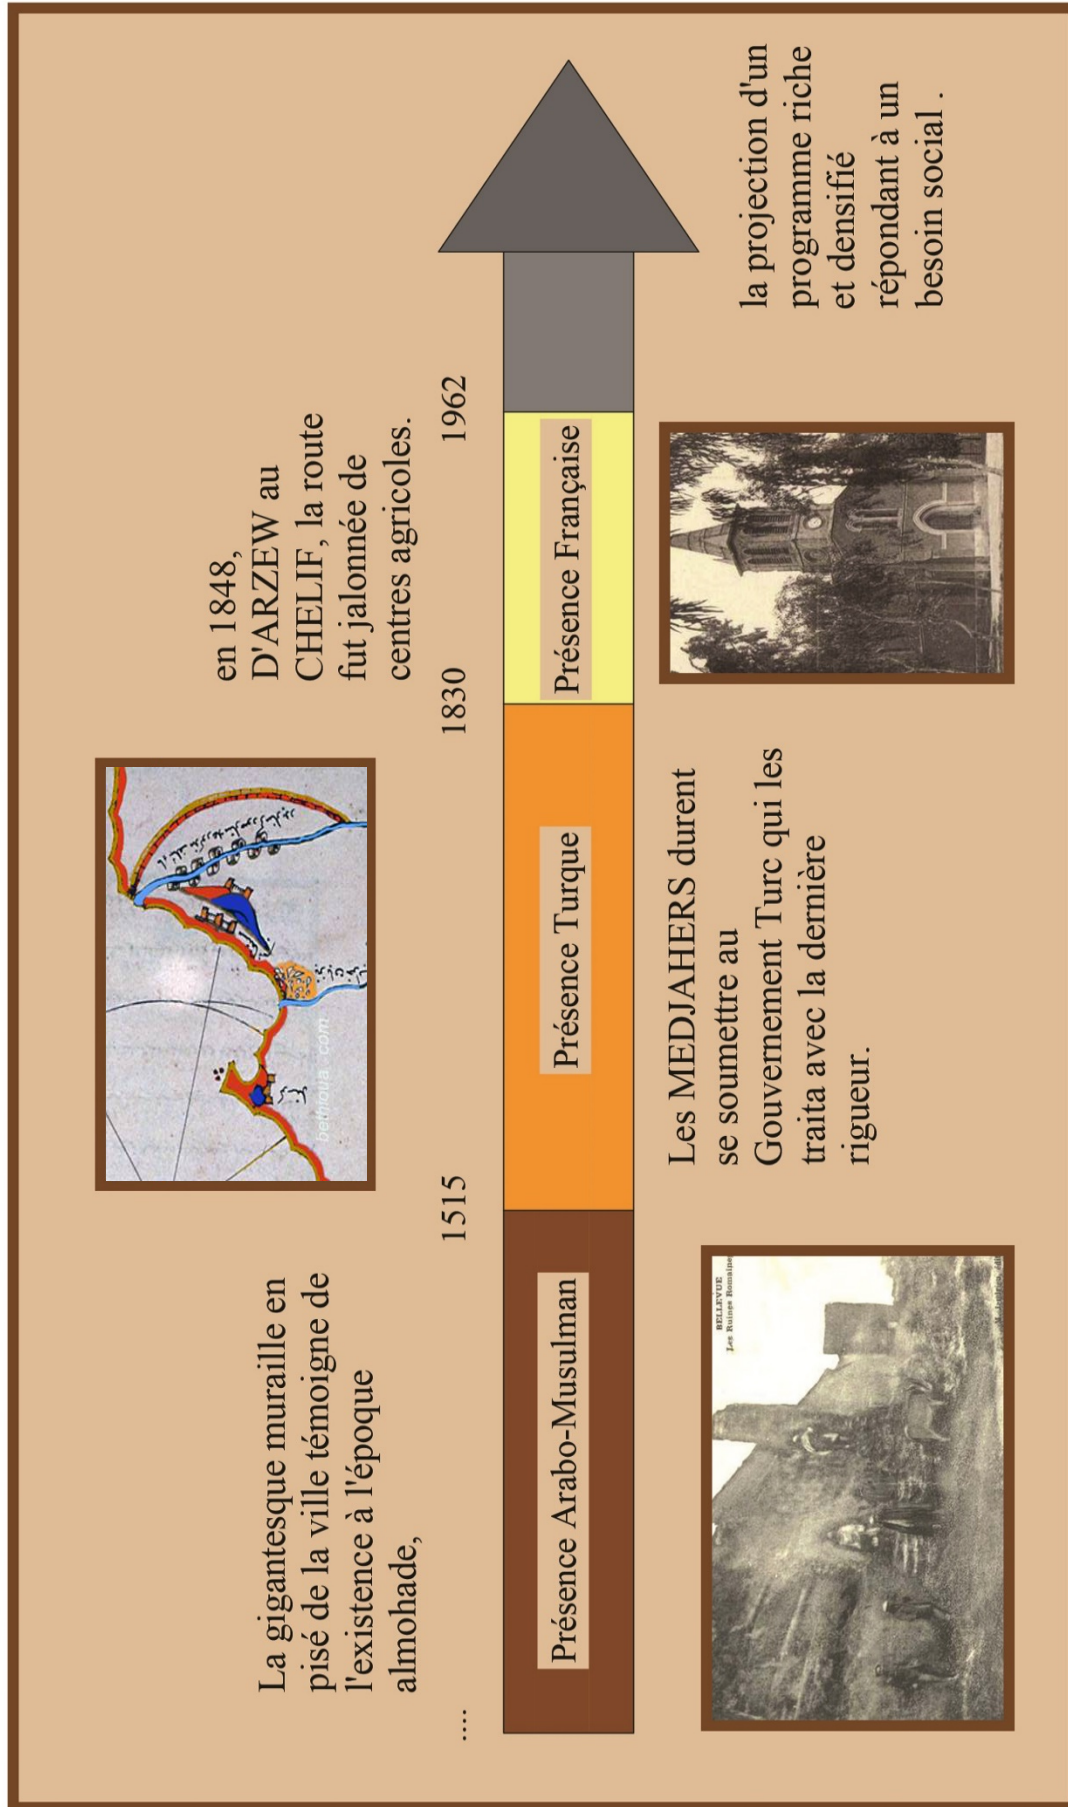 La gigantesque muraille en
pisé de la ville témoigne de
l'existence à l'époque
almohade,
bethioua . com
en 1848,
D'ARZEW au
CHELIF, la route
fut jalonnée de
centres agricoles.
....
1515
1830
1962
Présence Arabo-Musulman
Présence Turque
Présence Française
BELLEVUE
Les Ruines Romaines
Les MEDJAHERS durent
se soumettre au
Gouvernement Turc qui les
traita avec la dernière
rigueur.
la projection d'un
programme riche
et densifié
répondant à un
besoin social .